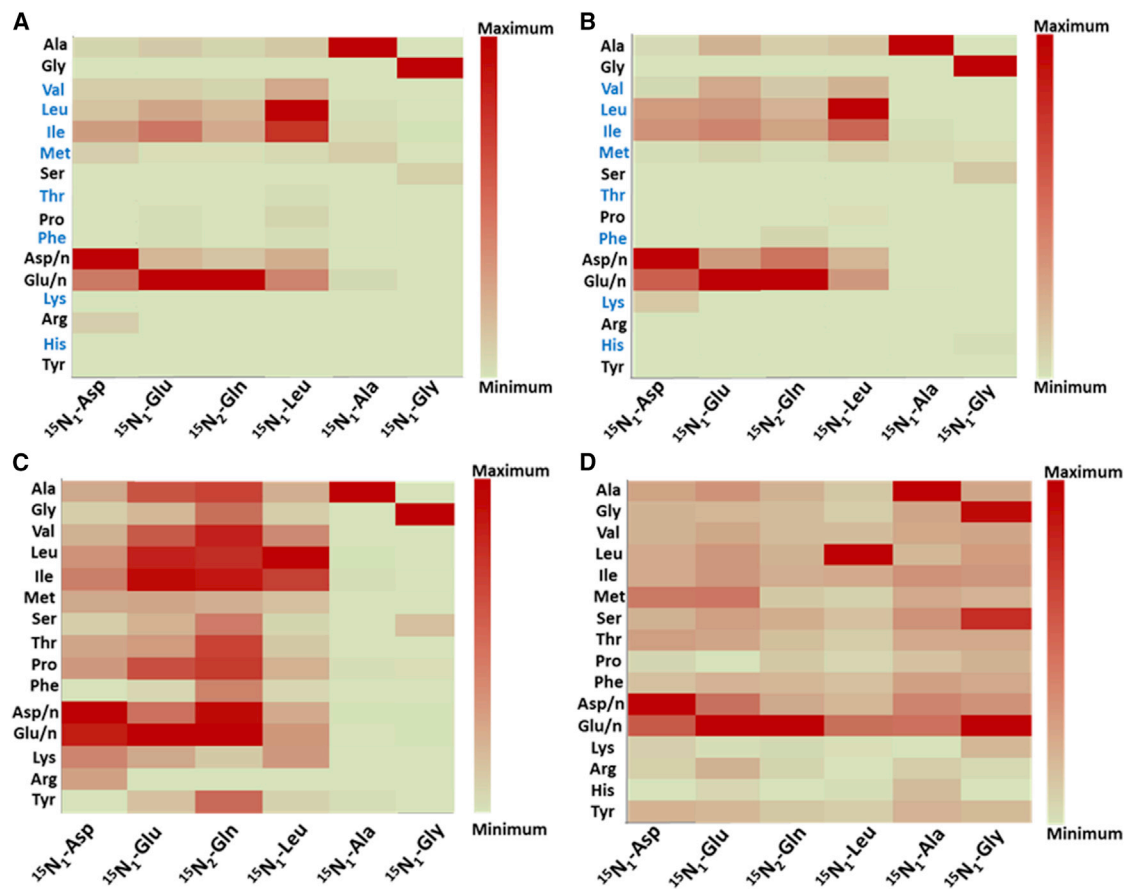 A
Maximum
Ala
Gly
Val
Leu
Ile
Met
Ser
Thr
Pro
Phe
Asp/n
Glu/n
Lys
Arg
His
Tyr
Minimum
¹⁵N₁-Asp
¹⁵N₁-Glu
¹⁵N₂-Gln
¹⁵N₁-Leu
¹⁵N₁-Ala
¹⁵N₁-Gly
B
Maximum
Ala
Gly
Val
Leu
Ile
Met
Ser
Thr
Pro
Phe
Asp/n
Glu/n
Lys
Arg
His
Tyr
Minimum
¹⁵N₁-Asp
¹⁵N₁-Glu
¹⁵N₂-Gln
¹⁵N₁-Leu
¹⁵N₁-Ala
¹⁵N₁-Gly
C
Maximum
Ala
Gly
Val
Leu
Ile
Met
Ser
Thr
Pro
Phe
Asp/n
Glu/n
Lys
Arg
Tyr
Minimum
¹⁵N₁-Asp
¹⁵N₁-Glu
¹⁵N₂-Gln
¹⁵N₁-Leu
¹⁵N₁-Ala
¹⁵N₁-Gly
D
Maximum
Ala
Gly
Val
Leu
Ile
Met
Ser
Thr
Pro
Phe
Asp/n
Glu/n
Lys
Arg
His
Tyr
Minimum
¹⁵N₁-Asp
¹⁵N₁-Glu
¹⁵N₂-Gln
¹⁵N₁-Leu
¹⁵N₁-Ala
¹⁵N₁-Gly